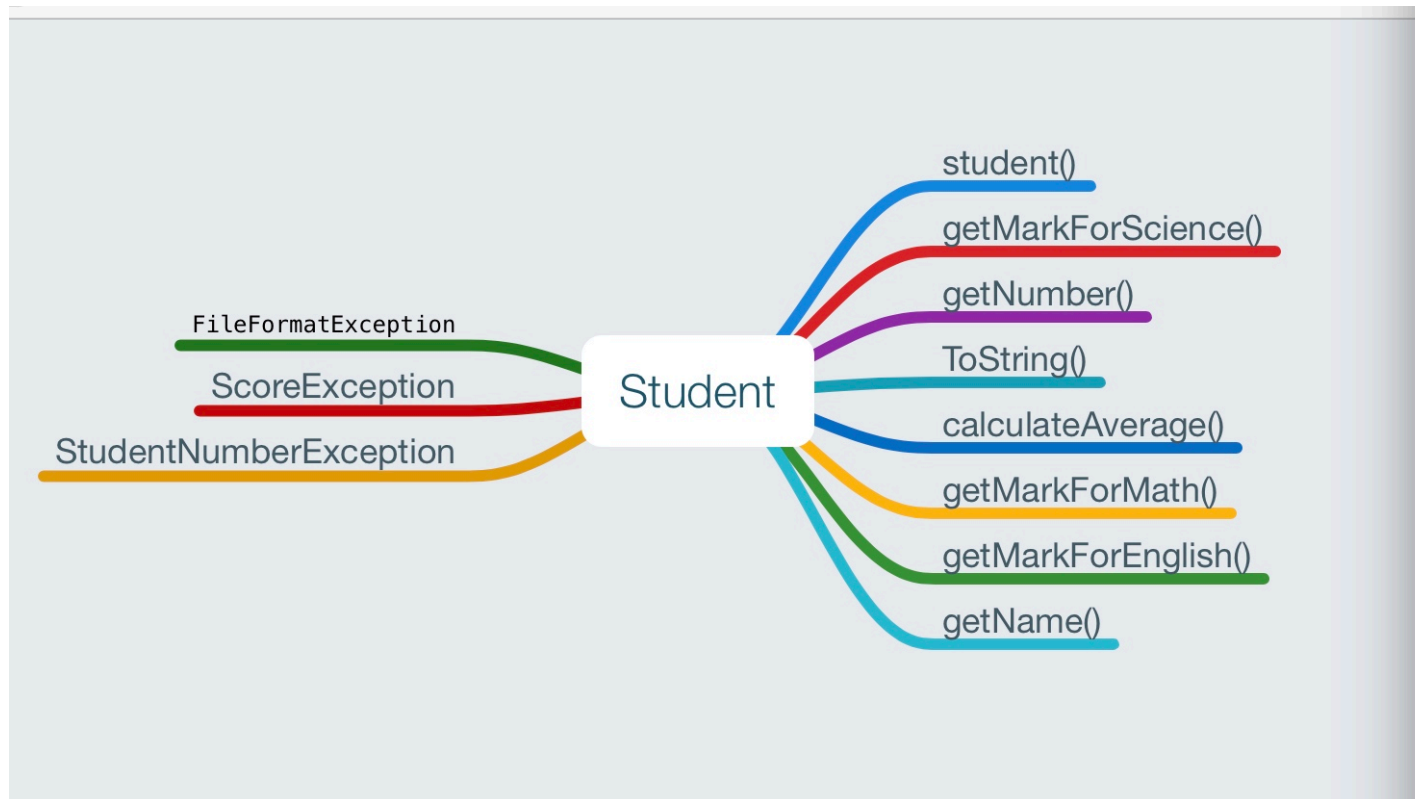 FileFormatException
ScoreException
StudentNumberException
Student
student()
getMarkForScience()
getNumber()
ToString()
calculateAverage()
getMarkForMath()
getMarkForEnglish()
getName()